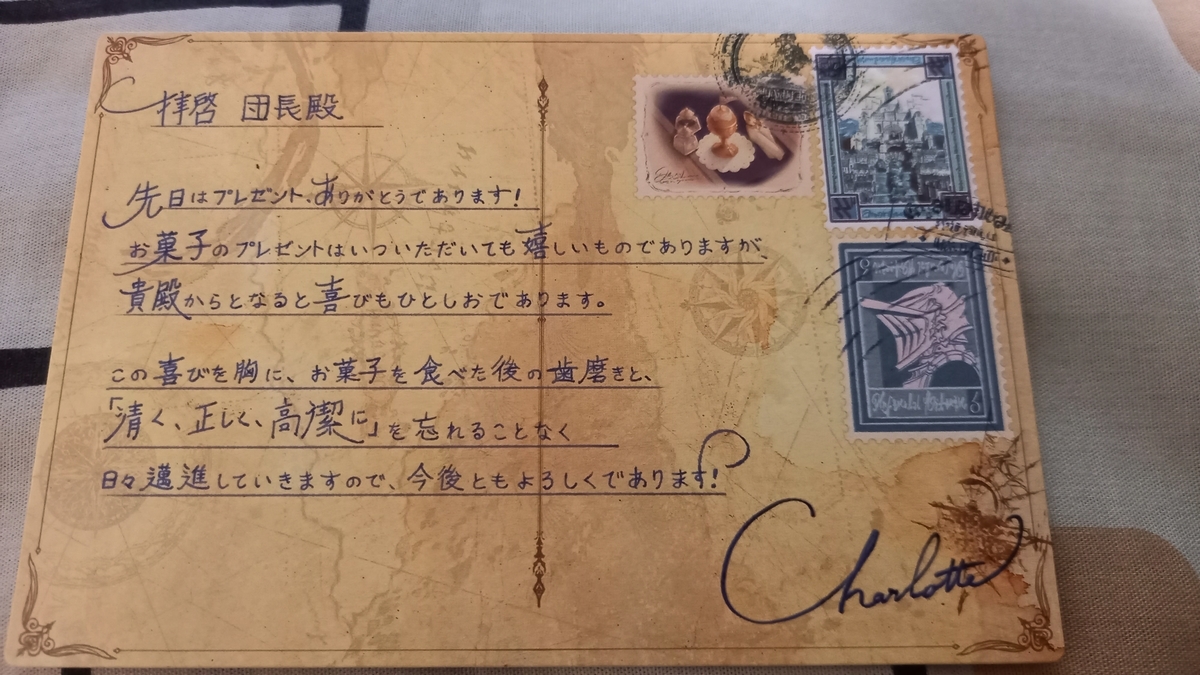 拝啓 団長殿
先日はプレゼントありがとうであります!
お菓子のプレゼントはいついただいても嬉しいものでありますが、
貴殿からとなると喜びもひとしおであります。
この喜びを胸に、お菓子を食べた後の歯磨きと、
「清く、正しく、高潔に」を忘れることなく
日々邁進していきますので、今後ともよろしくであります!
Charlotte